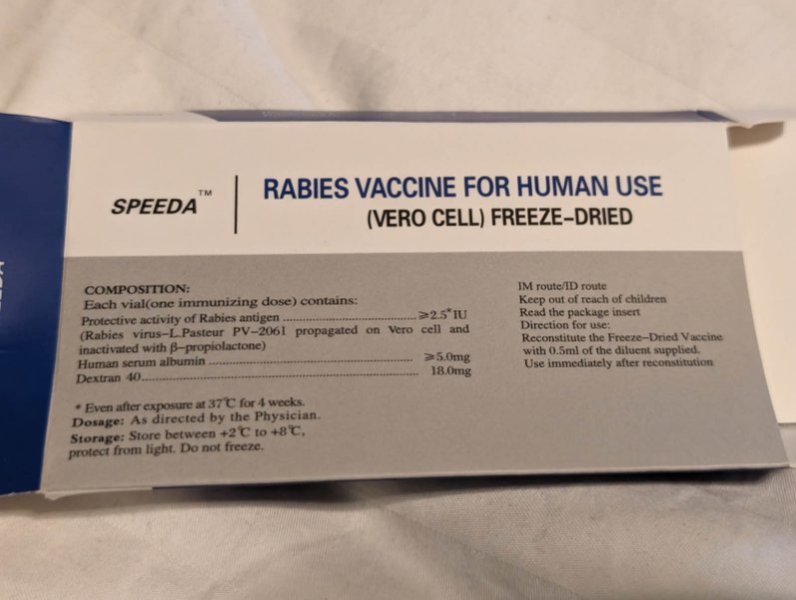 SPEEDA™
RABIES VACCINE FOR HUMAN USE
(VERO CELL) FREEZE-DRIED
COMPOSITION:
Each vial(one immunizing dose) contains:
Protective activity of Rabies antigen ........................................ ≥2.5*IU
(Rabies virus-L.Pasteur PV-2061 propagated on Vero cell and
inactivated with β-propiolactone)
Human serum albumin ............................................................ ≥5.0mg
Dextran 40................................................................................ 18.0mg
* Even after exposure at 37℃ for 4 weeks.
Dosage: As directed by the Physician.
Storage: Store between +2℃ to +8℃,
protect from light. Do not freeze.
IM route/ID route
Keep out of reach of children
Read the package insert
Direction for use:
Reconstitute the Freeze-Dried Vaccine
with 0.5ml of the diluent supplied.
Use immediately after reconstitution